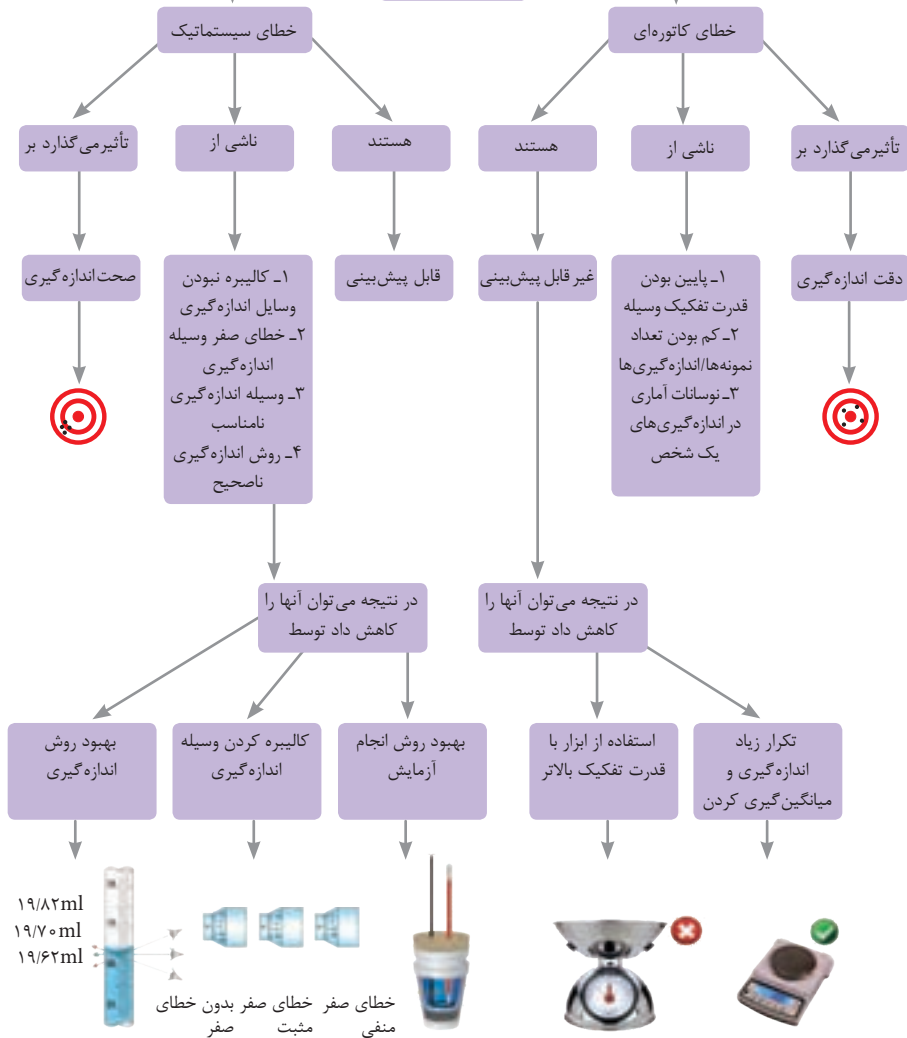 خطای کاتوره‌ای
خطای سیستماتیک
تأثیرمی‌گذارد بر
ناشی از
هستند
هستند
ناشی از
تأثیرمی‌گذارد بر
دقت اندازه‌گیری
۱ـ پایین بودن
قدرت تفکیک وسیله
۲ـ کم بودن تعداد
نمونه‌ها/اندازه‌گیری‌ها
۳ـ نوسانات آماری
در اندازه‌گیری‌های
یک شخص
غیر قابل پیش‌بینی
قابل پیش‌بینی
۱ـ کالیبره نبودن
وسایل اندازه‌گیری
۲ـ خطای صفر وسیله
اندازه‌گیری
۳ـ وسیله اندازه‌گیری
نامناسب
۴ـ روش اندازه‌گیری
ناصحیح
صحت‌اندازه‌گیری
در نتیجه می‌توان آنها را
کاهش داد توسط
در نتیجه می‌توان آنها را
کاهش داد توسط
تکرار زیاد
اندازه‌گیری و
میانگین‌گیری کردن
استفاده از ابزار با
قدرت تفکیک بالاتر
بهبود روش انجام
آزمایش
کالیبره کردن وسیله
اندازه‌گیری
بهبود روش
اندازه‌گیری
خطای صفر
منفی
خطای صفر
مثبت
بدون خطای
صفر
۱۹/۸۲ml
۱۹/۷۰ml
۱۹/۶۲ml